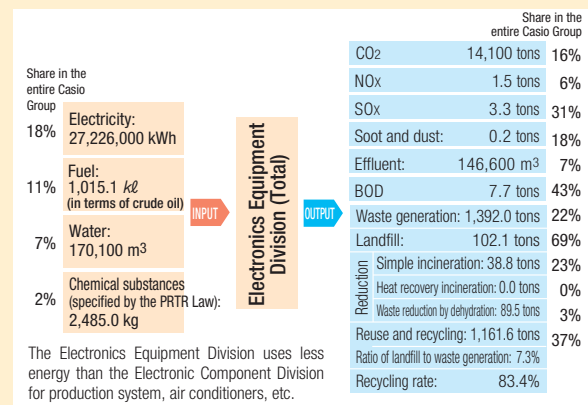 Share in the
entire Casio
Group
18% Electricity:
27,226,000 kWh
11% Fuel:
1,015.1 kℓ
(in terms of crude oil)
7% Water:
170,100 m3
2% Chemical substances
(specified by the PRTR Law):
2,485.0 kg
INPUT
Electronics Equipment
Division (Total)
OUTPUT
Share in the
entire Casio Group
CO2 14,100 tons 16%
NOx 1.5 tons 6%
SOx 3.3 tons 31%
Soot and dust: 0.2 tons 18%
Effluent: 146,600 m3 7%
BOD 7.7 tons 43%
Waste generation: 1,392.0 tons 22%
Landfill: 102.1 tons 69%
Reduction
Simple incineration: 38.8 tons 23%
Heat recovery incineration: 0.0 tons 0%
Waste reduction by dehydration: 89.5 tons 3%
Reuse and recycling: 1,161.6 tons 37%
Ratio of landfill to waste generation: 7.3%
Recycling rate: 83.4%
The Electronics Equipment Division uses less
energy than the Electronic Component Division
for production system, air conditioners, etc.